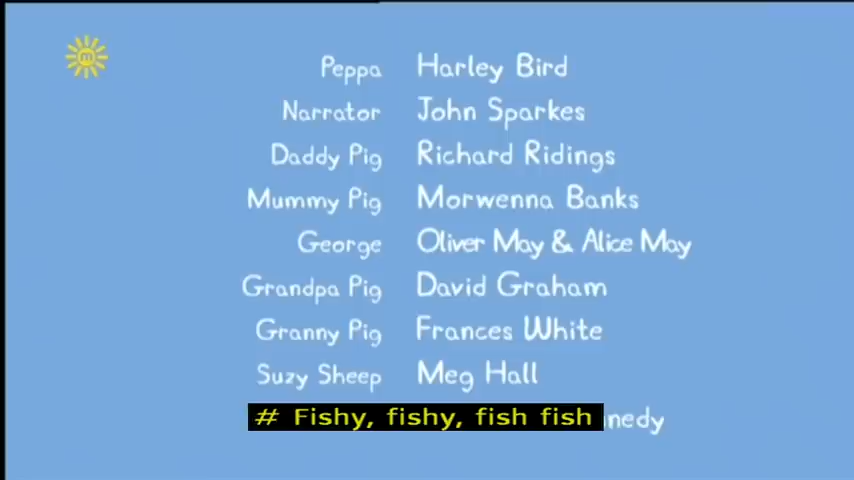 m
Peppa Harley Bird
Narrator John Sparkes
Daddy Pig Richard Ridings
Mummy Pig Morwenna Banks
George Oliver May & Alice May
Grandpa Pig David Graham
Granny Pig Frances White
Suzy Sheep Meg Hall
# Fishy, fishy, fish fish